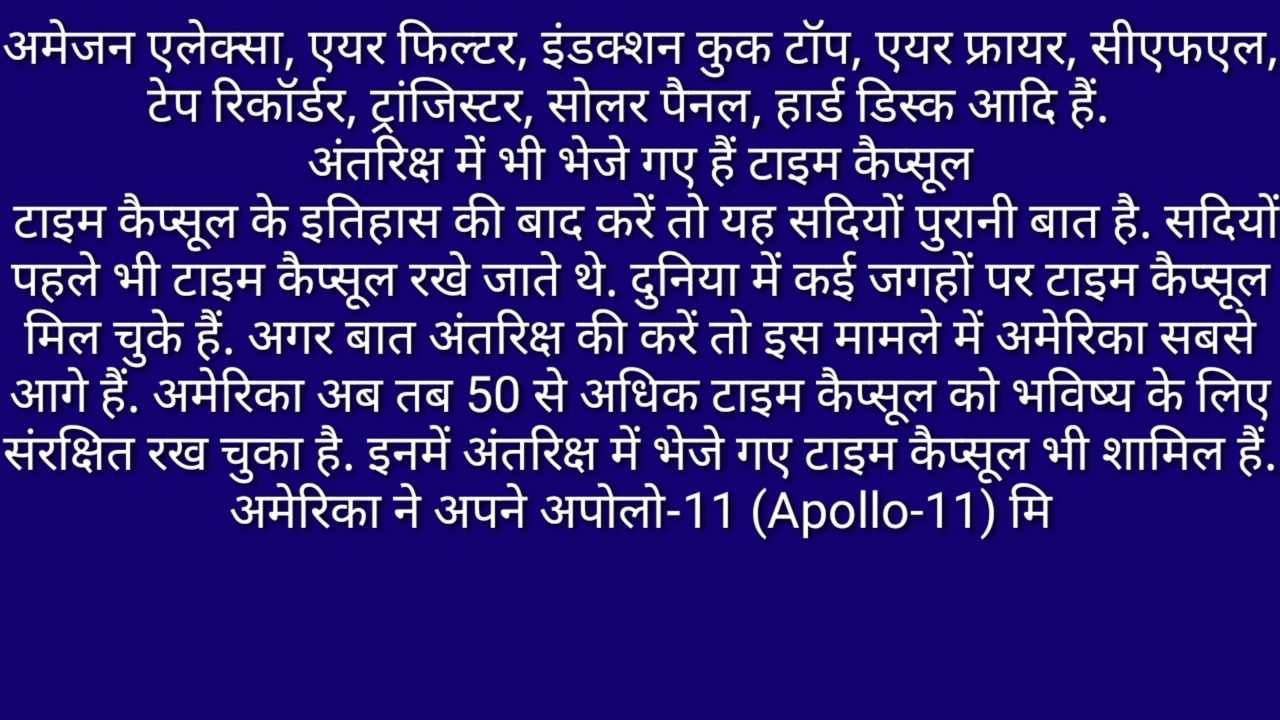 अमेजन एलेक्सा, एयर फिल्टर, इंडक्शन कुक टॉप, एयर फ्रायर, सीएफएल,
टेप रिकॉर्डर, ट्रांजिस्टर, सोलर पैनल, हार्ड डिस्क आदि हैं.
अंतरिक्ष में भी भेजे गए हैं टाइम कैप्सूल
टाइम कैप्सूल के इतिहास की बाद करें तो यह सदियों पुरानी बात है. सदियों
पहले भी टाइम कैप्सूल रखे जाते थे. दुनिया में कई जगहों पर टाइम कैप्सूल
मिल चुके हैं. अगर बात अंतरिक्ष की करें तो इस मामले में अमेरिका सबसे
आगे हैं. अमेरिका अब तब 50 से अधिक टाइम कैप्सूल को भविष्य के लिए
संरक्षित रख चुका है. इनमें अंतरिक्ष में भेजे गए टाइम कैप्सूल भी शामिल हैं.
अमेरिका ने अपने अपोलो-11 (Apollo-11) मि